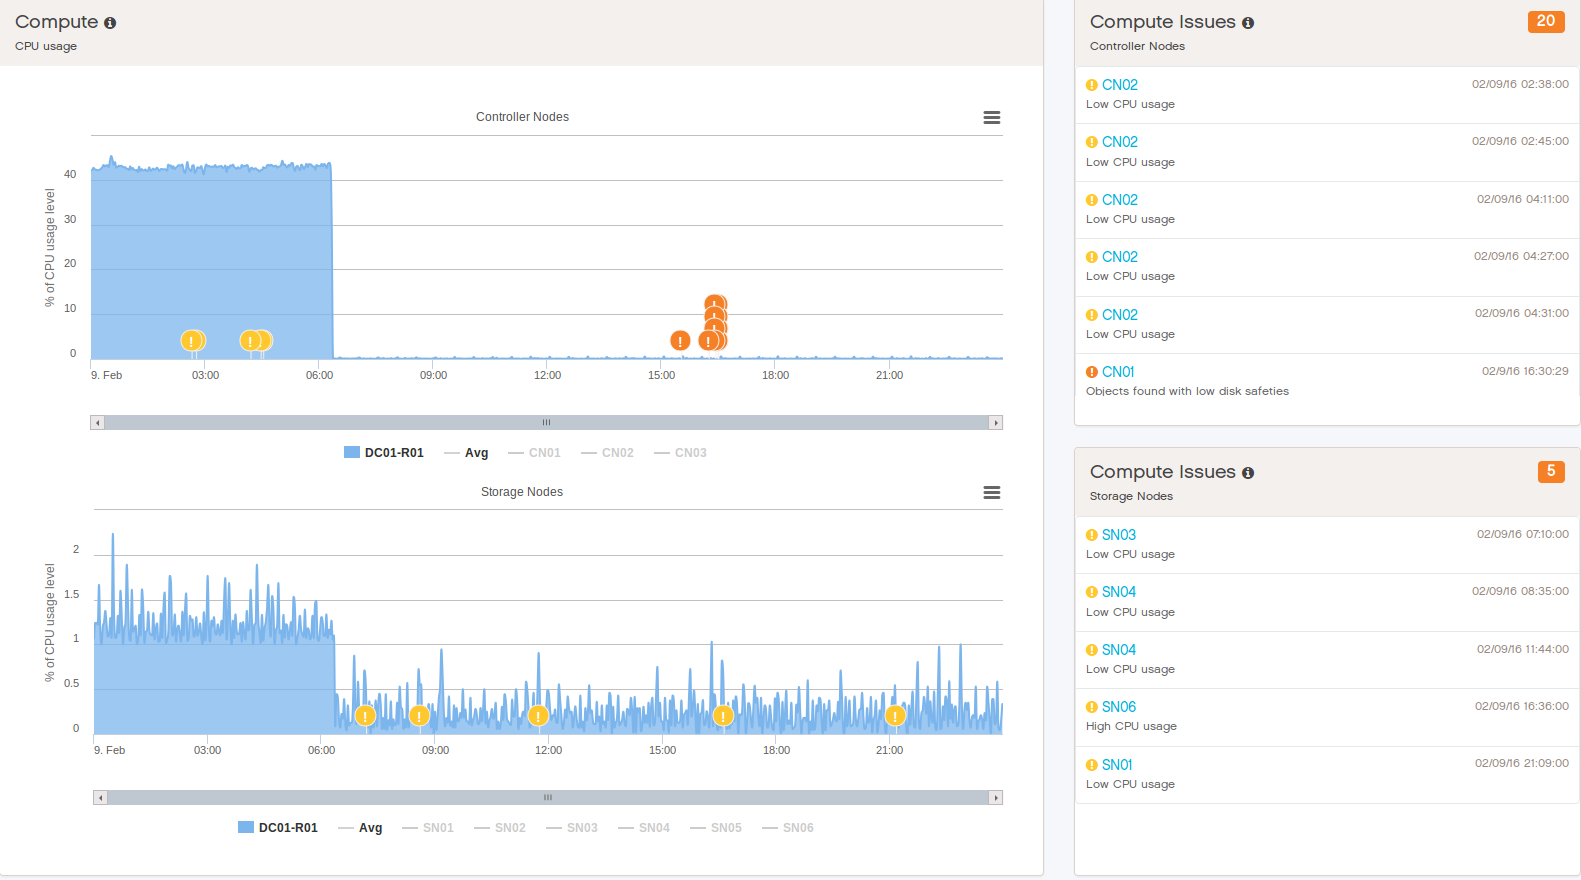 Compute
CPU usage
Controller Nodes
% of CPU usage level
40
30
20
10
0
9. Feb
03:00
06:00
09:00
12:00
15:00
18:00
21:00
DC01-R01
Avg
CN01
CN02
CN03
Storage Nodes
% of CPU usage level
2
1.5
1
0.5
0
9. Feb
03:00
06:00
09:00
12:00
15:00
18:00
21:00
DC01-R01
Avg
SN01
SN02
SN03
SN04
SN05
SN06
Compute Issues
20
Controller Nodes
CN02 02/09/16 02:38:00
Low CPU usage
CN02 02/09/16 02:45:00
Low CPU usage
CN02 02/09/16 04:11:00
Low CPU usage
CN02 02/09/16 04:27:00
Low CPU usage
CN02 02/09/16 04:31:00
Low CPU usage
CN01 02/9/16 16:30:29
Objects found with low disk safeties
Compute Issues
5
Storage Nodes
SN03 02/09/16 07:10:00
Low CPU usage
SN04 02/09/16 08:35:00
Low CPU usage
SN04 02/09/16 11:44:00
Low CPU usage
SN06 02/09/16 16:36:00
High CPU usage
SN01 02/09/16 21:09:00
Low CPU usage